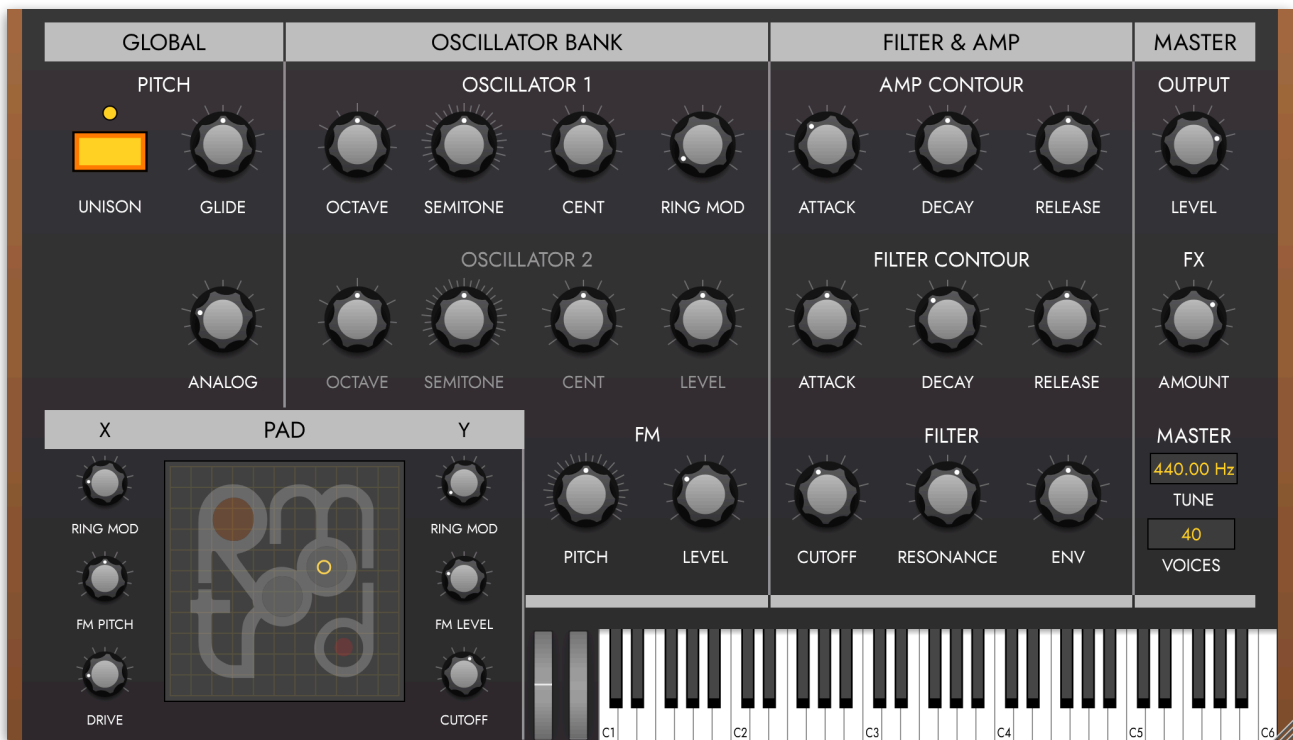 GLOBAL OSCILLATOR BANK FILTER & AMP MASTER
PITCH OSCILLATOR 1 AMP CONTOUR OUTPUT
UNISON GLIDE OCTAVE SEMITONE CENT RING MOD ATTACK DECAY RELEASE LEVEL
OSCILLATOR 2 FILTER CONTOUR FX
ANALOG OCTAVE SEMITONE CENT LEVEL ATTACK DECAY RELEASE AMOUNT
X PAD Y FM FILTER MASTER
440.00 Hz
TUNE
RING MOD RING MOD
40
PITCH LEVEL CUTOFF RESONANCE ENV VOICES
FM PITCH FM LEVEL
DRIVE CUTOFF
C1 C2 C3 C4 C5 C6